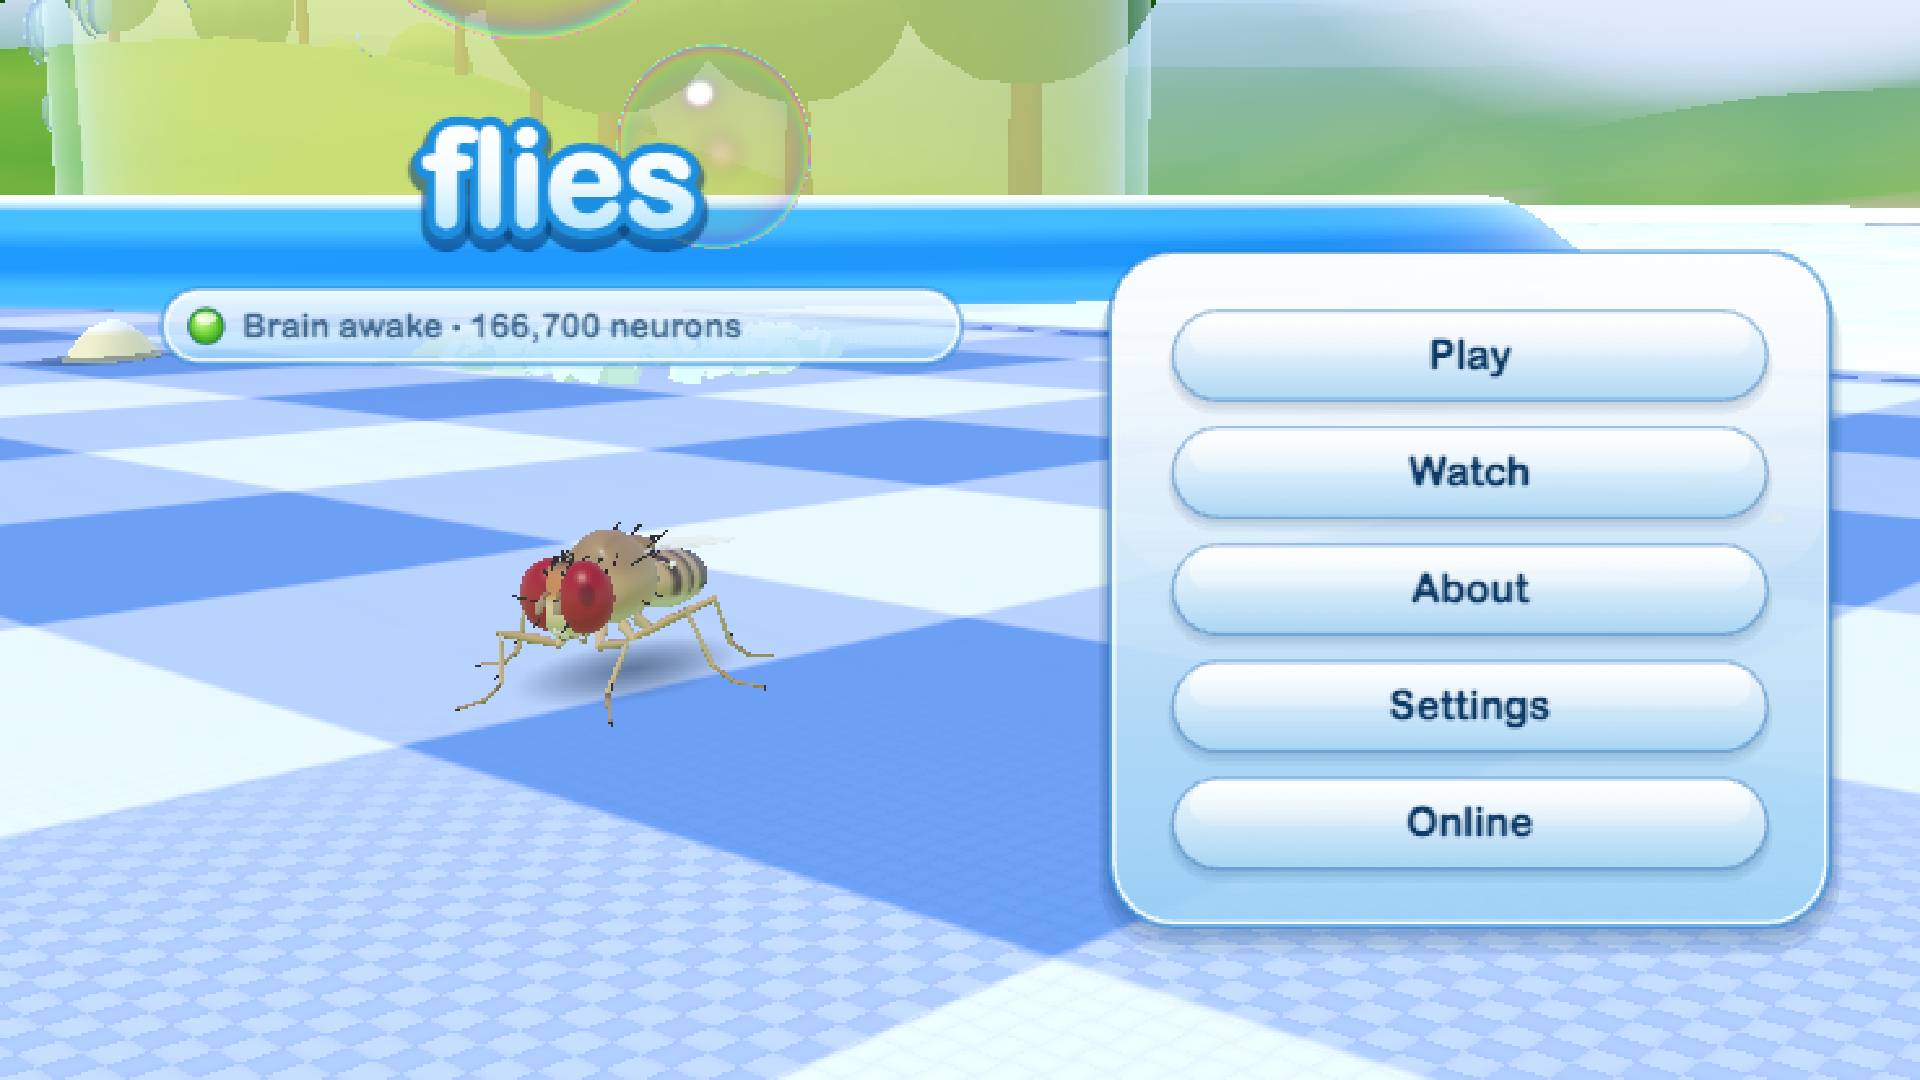 flies
Brain awake · 166,700 neurons
Play
Watch
About
Settings
Online